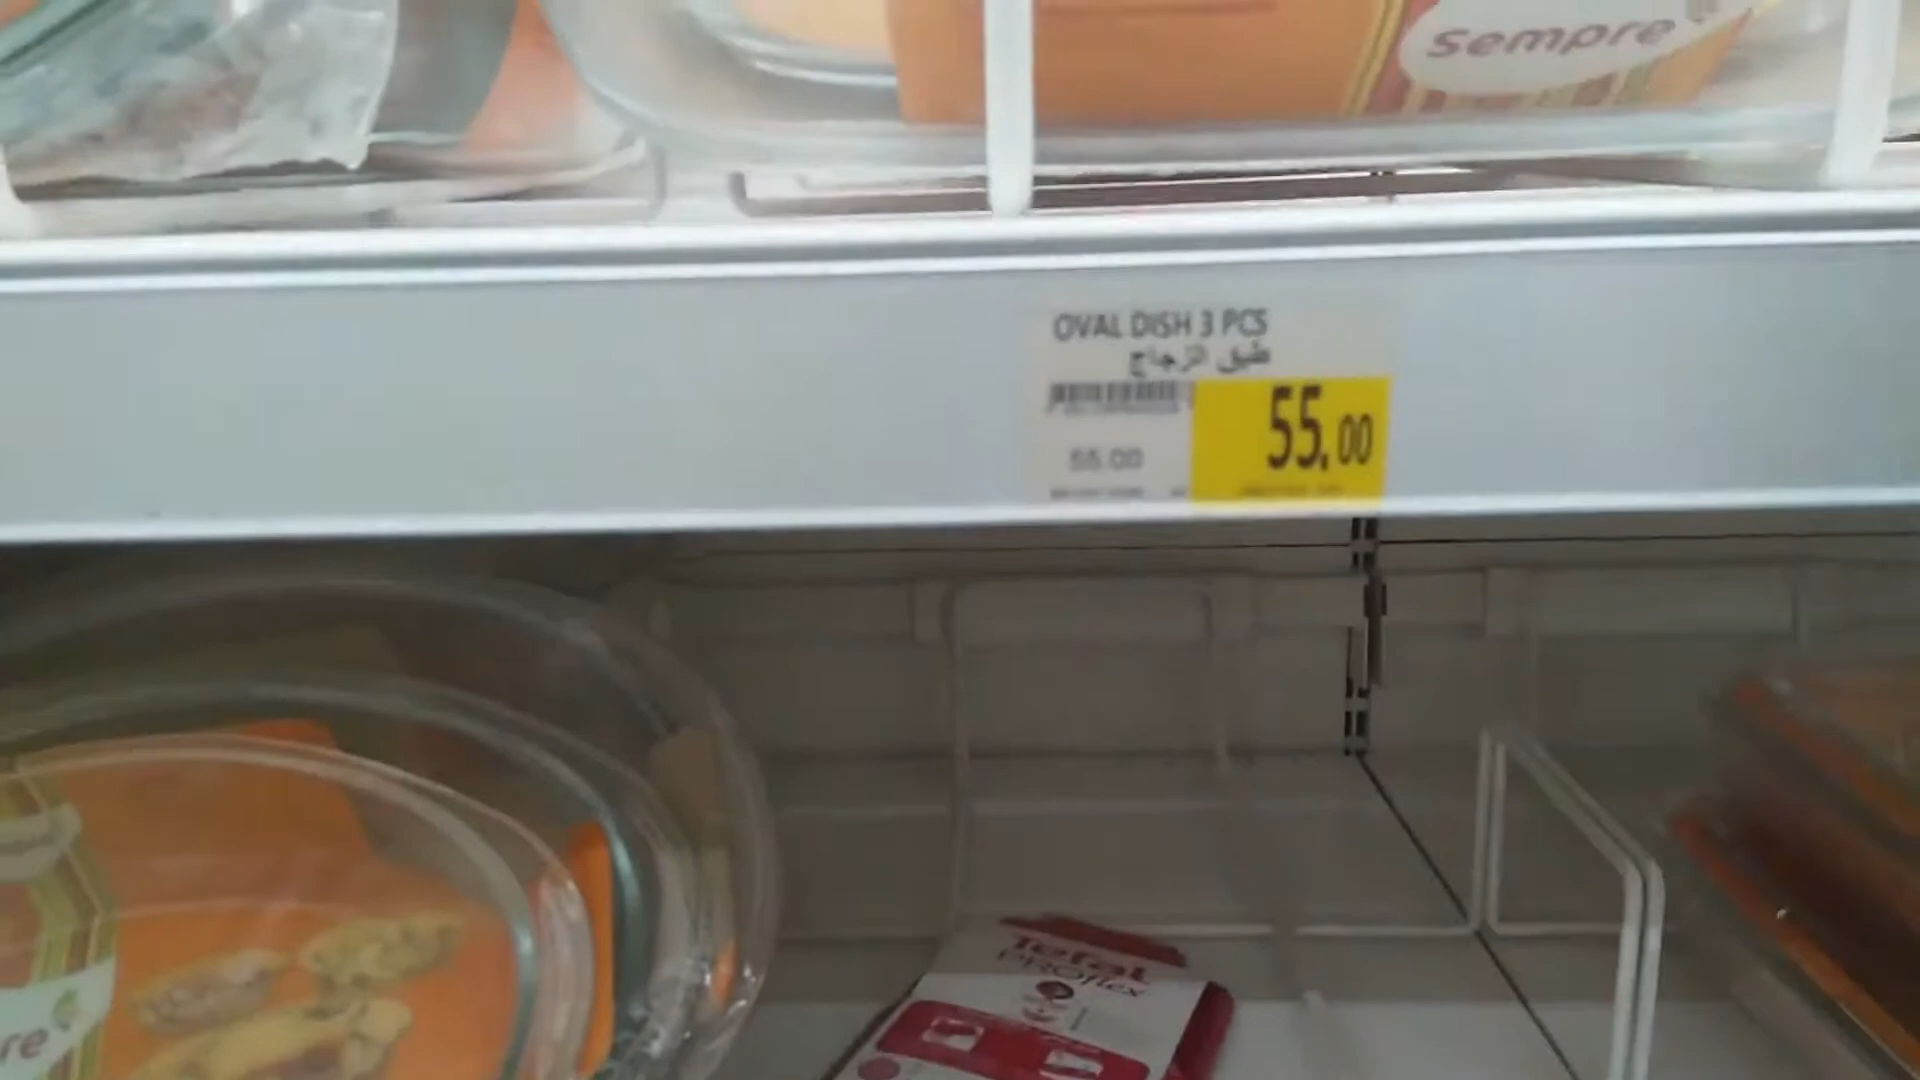 sempre
OVAL DISH 3 PCS
طبق الزجاج
55.00
55,00
Tefal
PROflex
re